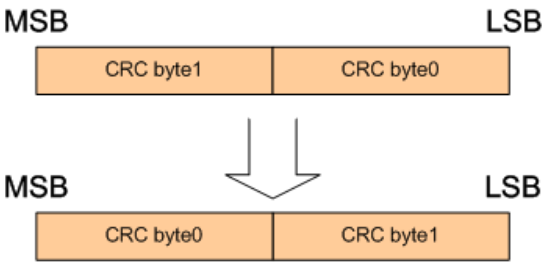 MSB LSB
CRC byte1 CRC byte0
MSB LSB
CRC byte0 CRC byte1